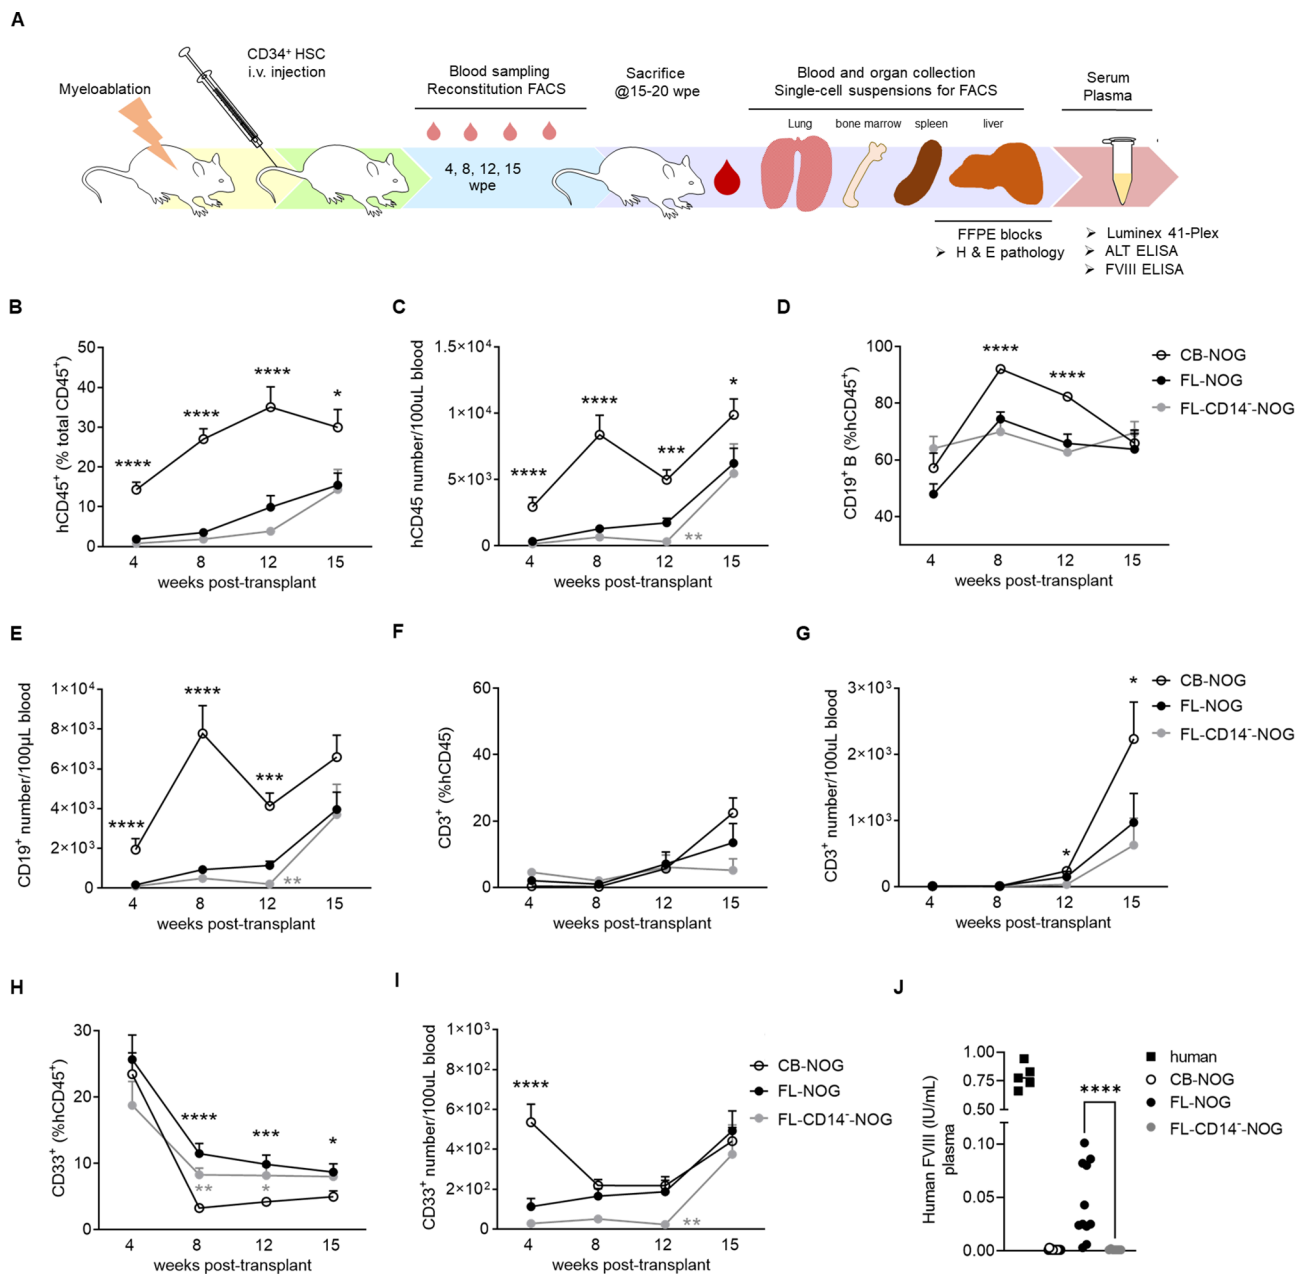 A
Myeloablation
CD34⁺ HSC
i.v. injection
Blood sampling
Reconstitution FACS
4, 8, 12, 15
wpe
Sacrifice
@15-20 wpe
Blood and organ collection
Single-cell suspensions for FACS
Lung
bone marrow
spleen
liver
FFPE blocks
➢ H & E pathology
Serum
Plasma
➢ Luminex 41-Plex
➢ ALT ELISA
➢ FVIII ELISA
B
hCD45⁺ (% total CD45⁺)
50
40
30
20
10
0
**** **** **** *
4 8 12 15
weeks post-transplant
C
hCD45 number/100uL blood
1.5×10⁴
1×10⁴
5×10³
0
**** **** *** *
**
4 8 12 15
weeks post-transplant
D
CD19⁺ B (%hCD45⁺)
100
80
60
40
**** ****
4 8 12 15
weeks post-transplant
CB-NOG
FL-NOG
FL-CD14⁻-NOG
E
CD19⁺ number/100µL blood
1×10⁴
8×10³
6×10³
4×10³
2×10³
0
**** **** ***
**
4 8 12 15
weeks post-transplant
F
CD3⁺ (%hCD45)
60
40
20
0
4 8 12 15
weeks post-transplant
G
CD3⁺ number/100uL blood
3×10³
2×10³
1×10³
0
* *
4 8 12 15
weeks post-transplant
CB-NOG
FL-NOG
FL-CD14⁻-NOG
H
CD33⁺ (%hCD45⁺)
30
20
10
0
**** *** *
** *
4 8 12 15
weeks post-transplant
I
CD33⁺ number/100uL blood
1×10³
8×10²
6×10²
4×10²
2×10²
0
****
**
4 8 12 15
weeks post-transplant
CB-NOG
FL-NOG
FL-CD14⁻-NOG
J
Human FVIII (IU/mL)
plasma
1.00
0.75
0.50
0.10
0.05
0.00
****
human
CB-NOG
FL-NOG
FL-CD14⁻-NOG